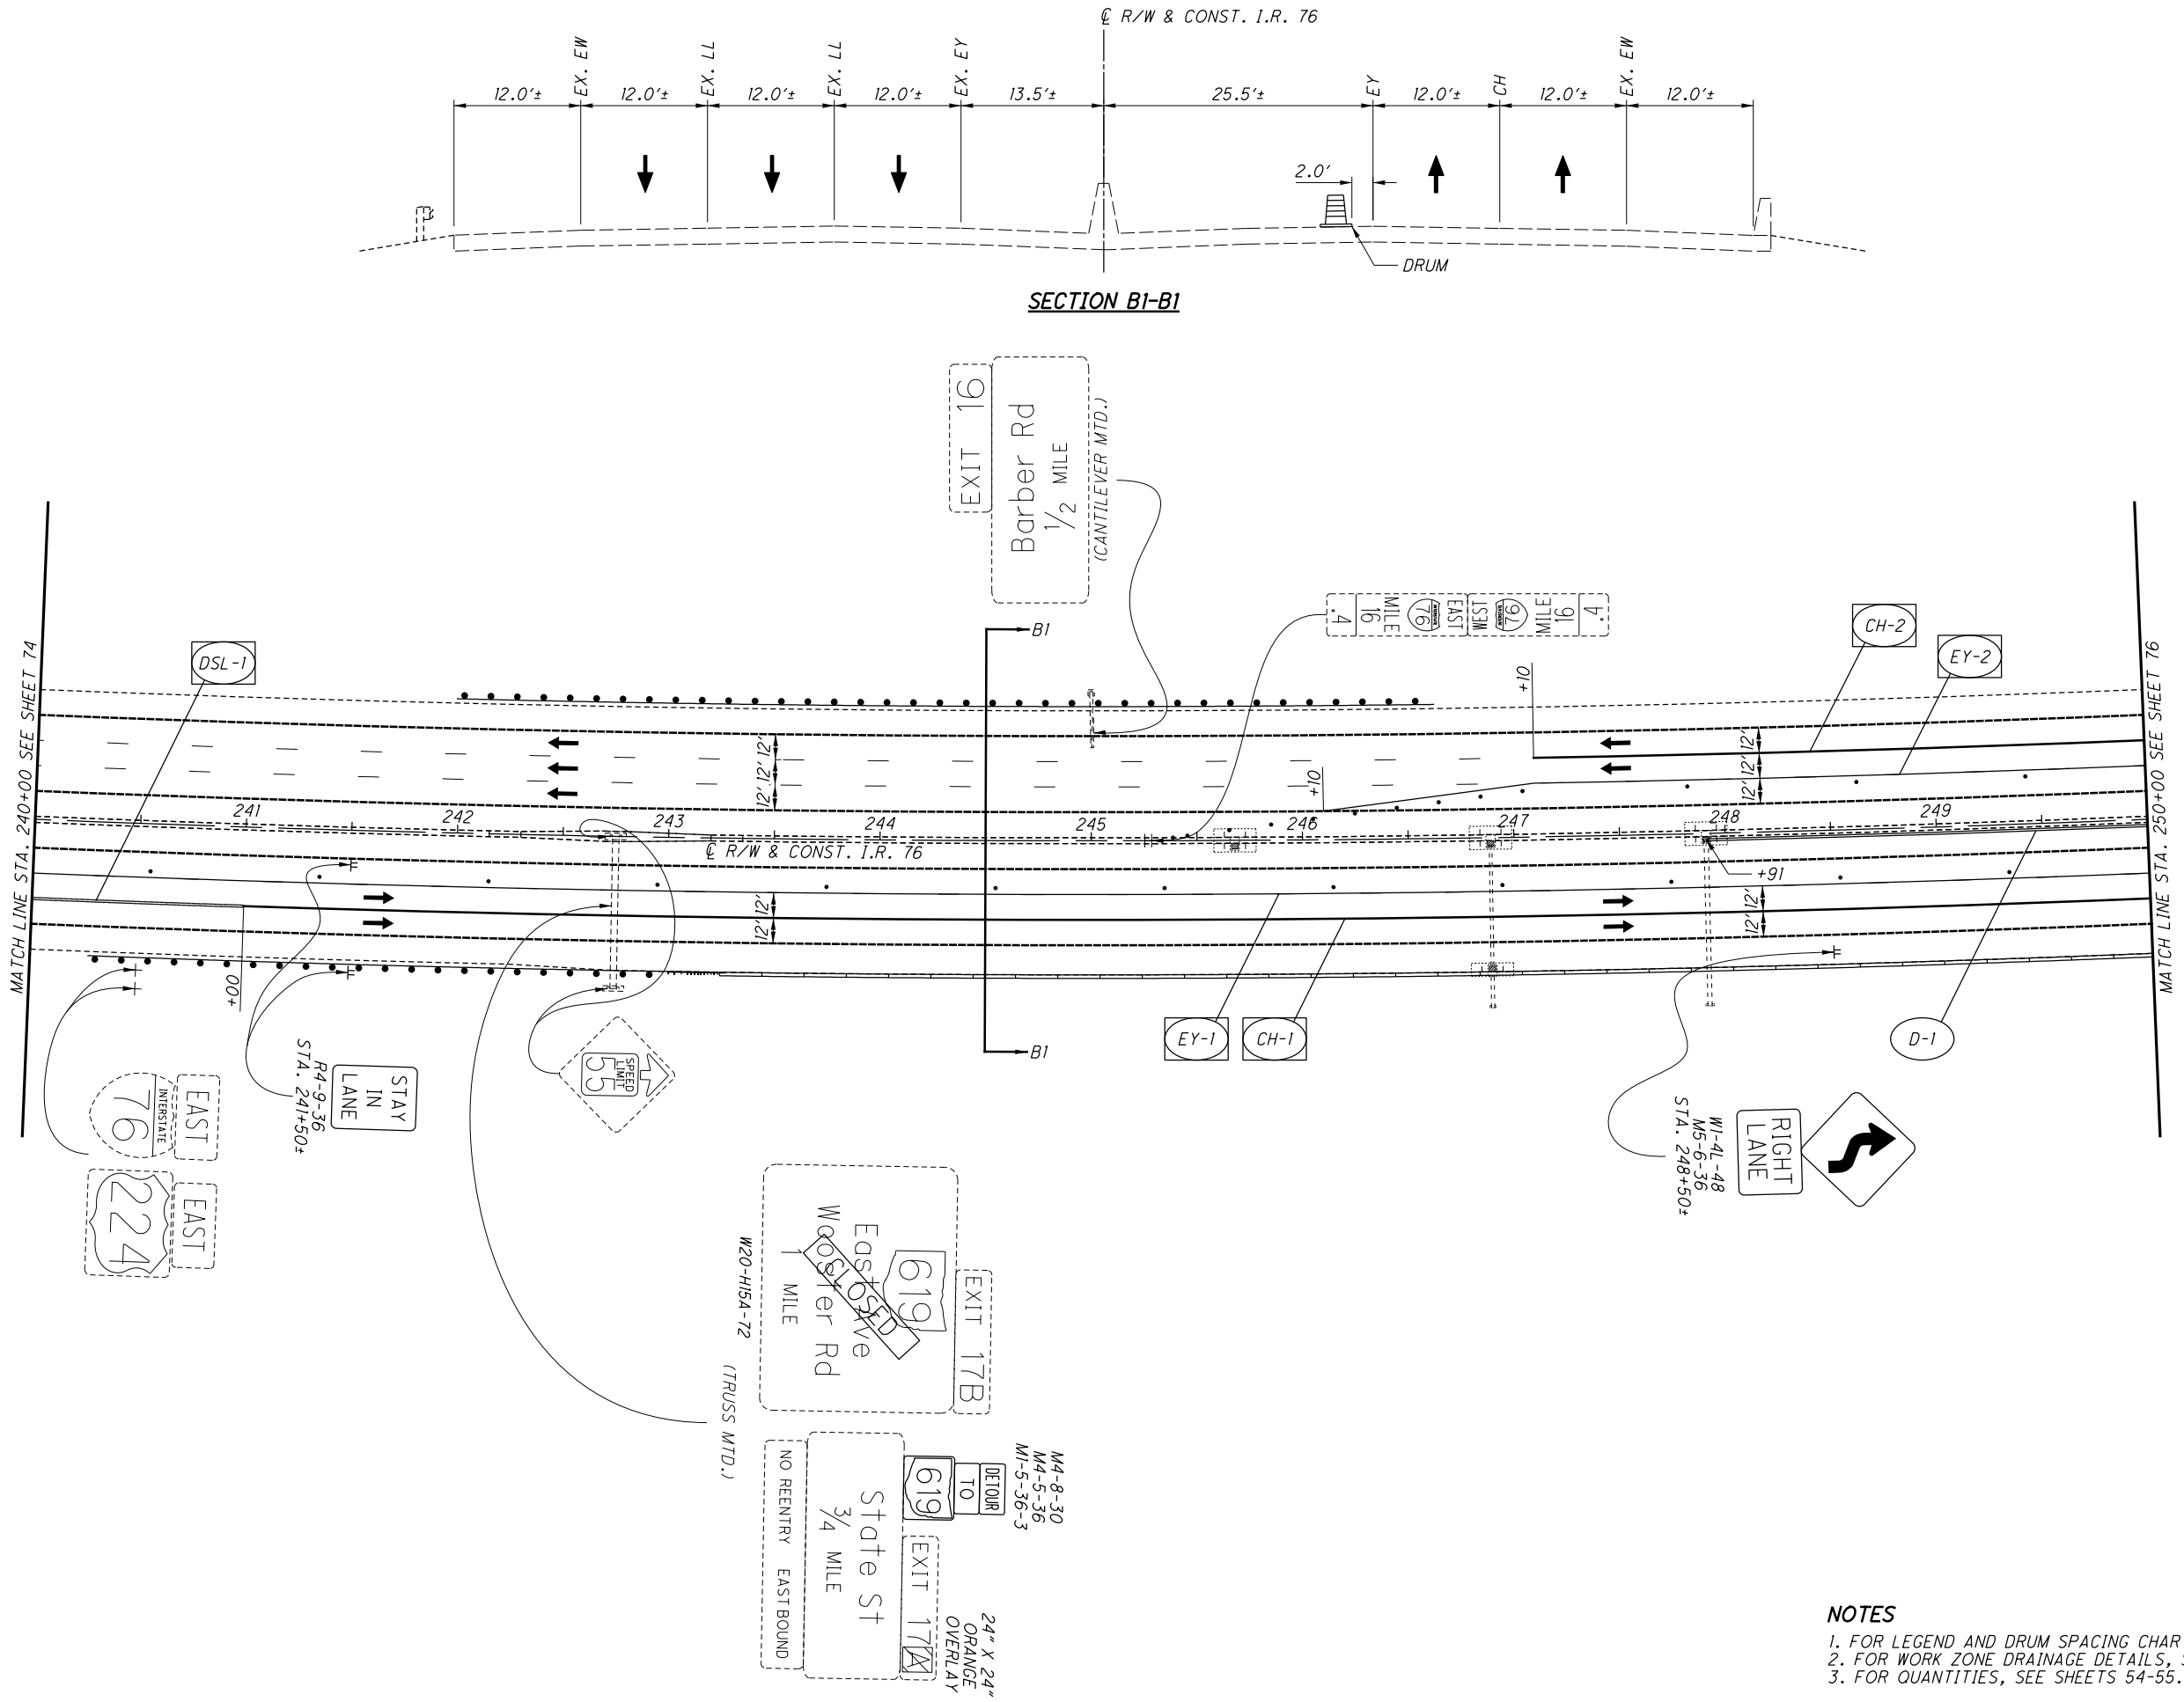 ℄ R/W & CONST. I.R. 76
EX. EW
EX. LL
EX. LL
EX. EY
EY
CH
EX. EW
12.0'±
12.0'±
12.0'±
12.0'±
13.5'±
25.5'±
12.0'±
12.0'±
12.0'±
2.0'
DRUM
SECTION B1-B1
EXIT 16
Barber Rd
1/2 MILE
(CANTILEVER MTD.)
WEST
76
MILE
16
.4
EAST
76
MILE
16
.4
MATCH LINE STA. 240+00 SEE SHEET 74
MATCH LINE STA. 250+00 SEE SHEET 76
DSL-1
B1
CH-2
EY-2
+10
+10
12'
12'
12'
12'
12'
12'
241
242
243
244
245
246
247
248
249
℄ R/W & CONST. I.R. 76
+91
12'
12'
12'
12'
+00
B1
EY-1
CH-1
D-1
EAST
INTERSTATE
76
EAST
224
STAY
IN
LANE
R4-9-36
STA. 241+50±
SPEED
LIMIT
55
RIGHT
LANE
W1-4L-48
M5-6-36
STA. 248+50±
EXIT 17B
619
East Ave
Wooster Rd
1 MILE
CLOSED
W20-H15A-72
(TRUSS MTD.)
M4-8-30
M4-5-36
M1-5-36-3
DETOUR
TO
619
EXIT 17A
State St
3/4 MILE
NO REENTRY EASTBOUND
24" X 24"
ORANGE
OVERLAY
NOTES
1. FOR LEGEND AND DRUM SPACING CHAR
2. FOR WORK ZONE DRAINAGE DETAILS,
3. FOR QUANTITIES, SEE SHEETS 54-55.